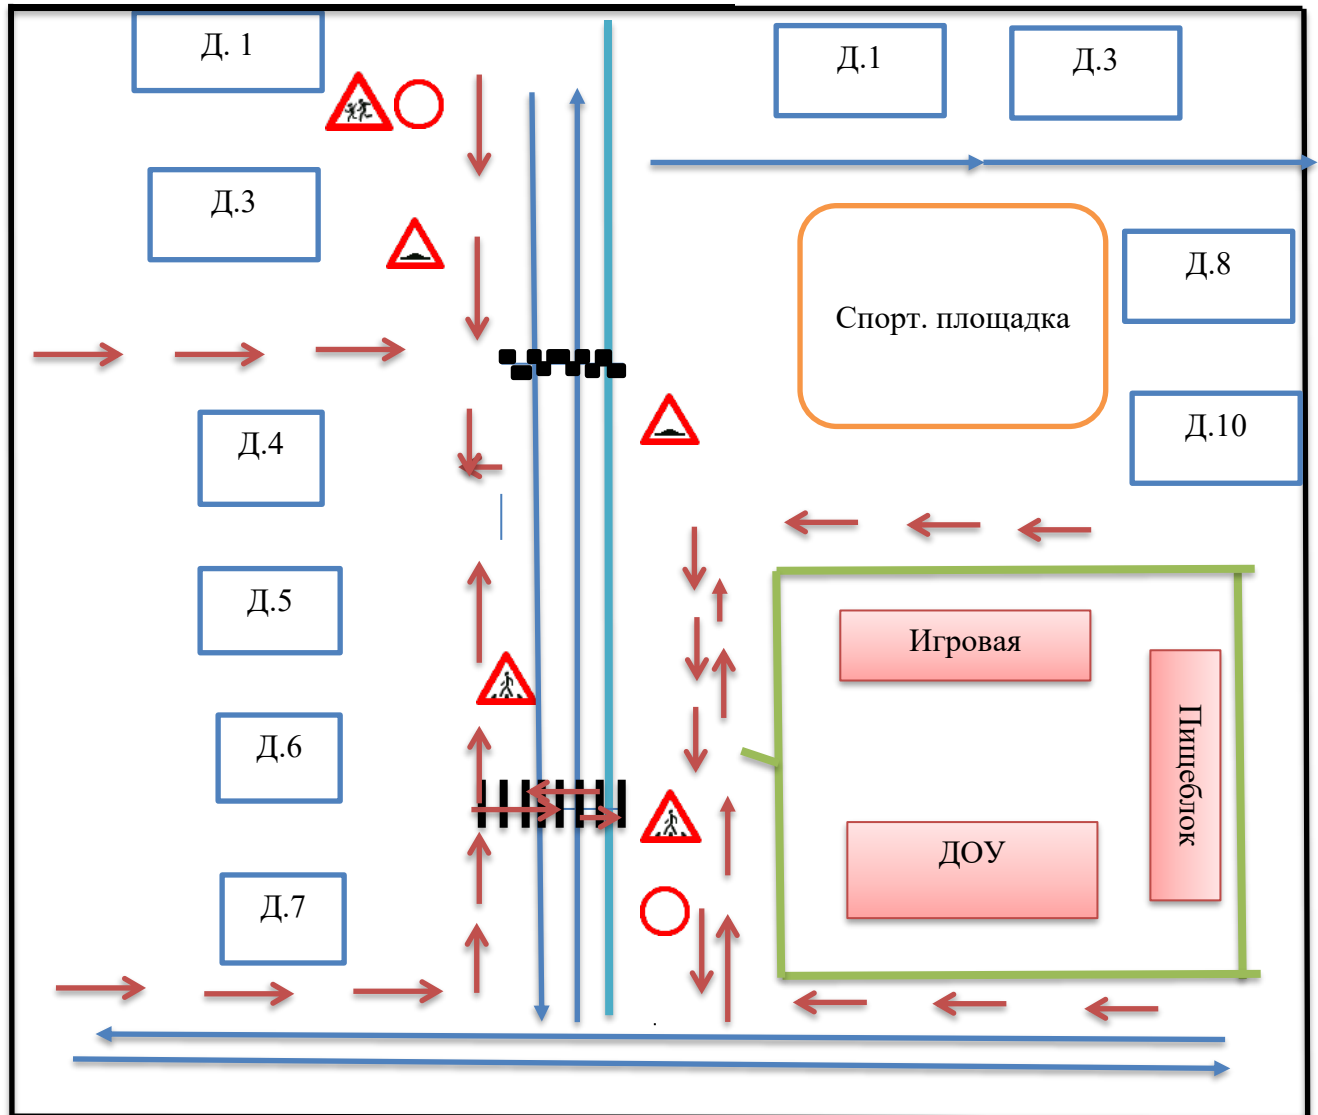 Д. 1
Д.1
Д.3
Д.3
Д.8
Спорт. площадка
Д.10
Д.4
Д.5
Игровая
Пищеблок
Д.6
ДОУ
Д.7
.